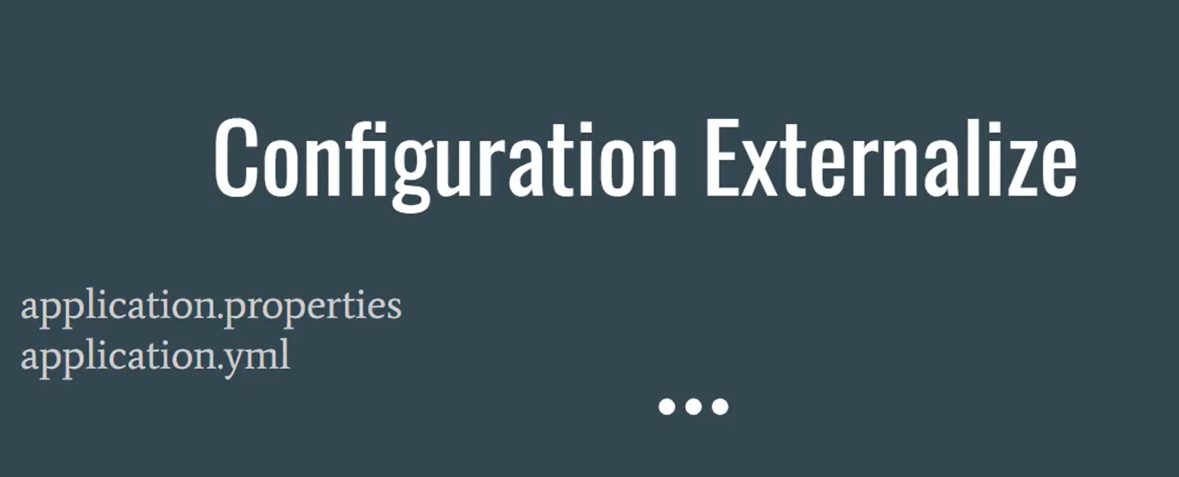 Configuration Externalize
application.properties
application.yml